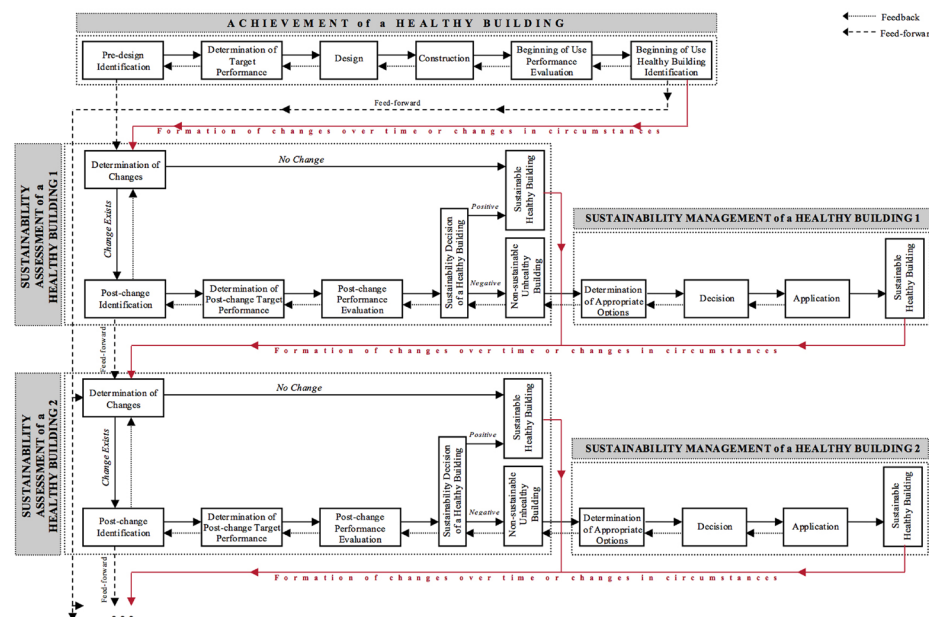 ACHIEVEMENT of a HEALTHY BUILDING
Feedback
Feed-forward
Pre-design
Identification
Determination of
Target
Performance
Design
Construction
Beginning of Use
Performance
Evaluation
Beginning of Use
Healthy Building
Identification
Feed-forward
Formation of changes over time or changes in circumstances
SUSTAINABILITY
ASSESSMENT of a
HEALTHY BUILDING 1
Determination of
Changes
No Change
Sustainable
Healthy Building
Change Exists
Positive
Sustainability Decision
of a Healthy Building
Negative
Non-sustainable
Unhealthy
Building
Post-change
Identification
Determination of
Post-change Target
Performance
Post-change
Performance
Evaluation
SUSTAINABILITY MANAGEMENT of a HEALTHY BUILDING 1
Determination
of Appropriate
Options
Decision
Application
Sustainable
Healthy Building
Feed-forward
Formation of changes over time or changes in circumstances
SUSTAINABILITY
ASSESSMENT of a
HEALTHY BUILDING 2
Determination of
Changes
No Change
Sustainable
Healthy Building
Change Exists
Positive
Sustainability Decision
of a Healthy Building
Negative
Non-sustainable
Unhealthy
Building
Post-change
Identification
Determination of
Post-change Target
Performance
Post-change
Performance
Evaluation
SUSTAINABILITY MANAGEMENT of a HEALTHY BUILDING 2
Determination
of Appropriate
Options
Decision
Application
Sustainable
Healthy Building
Feed-forward
Formation of changes over time or changes in circumstances